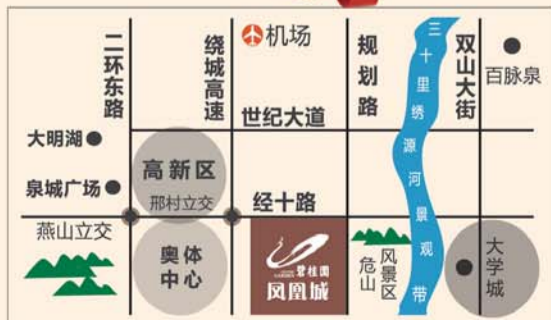 二环东路
绕城高速
机场
规划路
三十里绣源河景观带
双山大街
百脉泉
世纪大道
大明湖
高新区
泉城广场
邢村立交
经十路
燕山立交
奥体
中心
碧桂园
凤凰城
危山
风景区
大学城